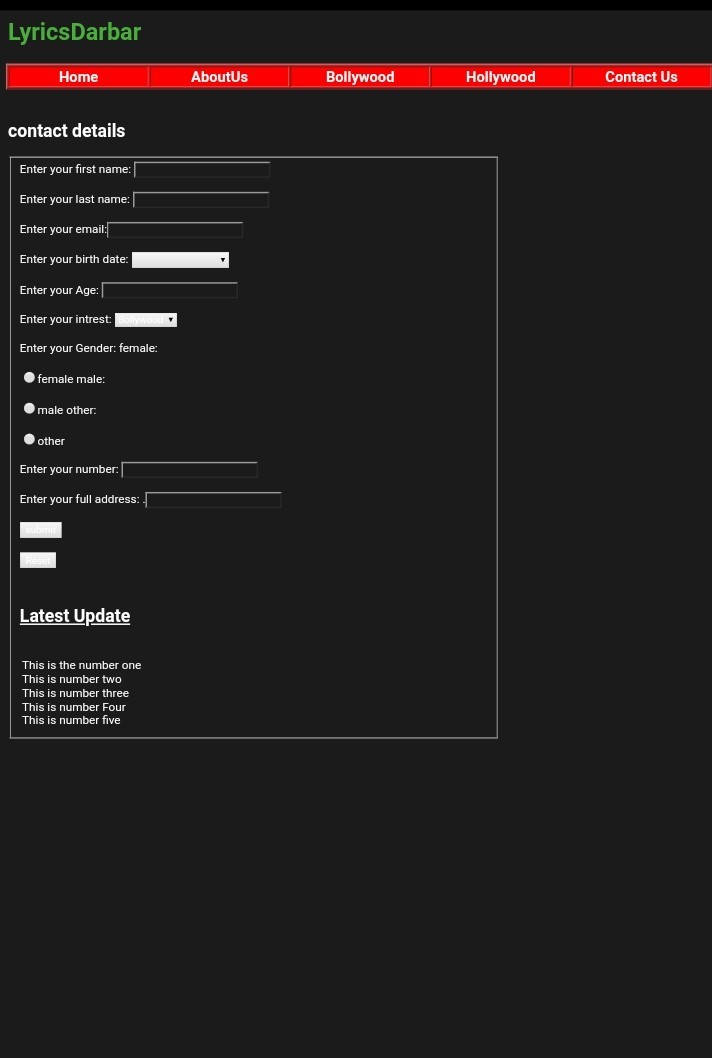 LyricsDarbar
Home AboutUs Bollywood Hollywood Contact Us
contact details
Enter your first name:
Enter your last name:
Enter your email:
Enter your birth date:
Enter your Age:
Enter your intrest: Bollywood
Enter your Gender: female:
female male:
male other:
other
Enter your number:
Enter your full address: .
submit
Reset
Latest Update
This is the number one
This is number two
This is number three
This is number Four
This is number five